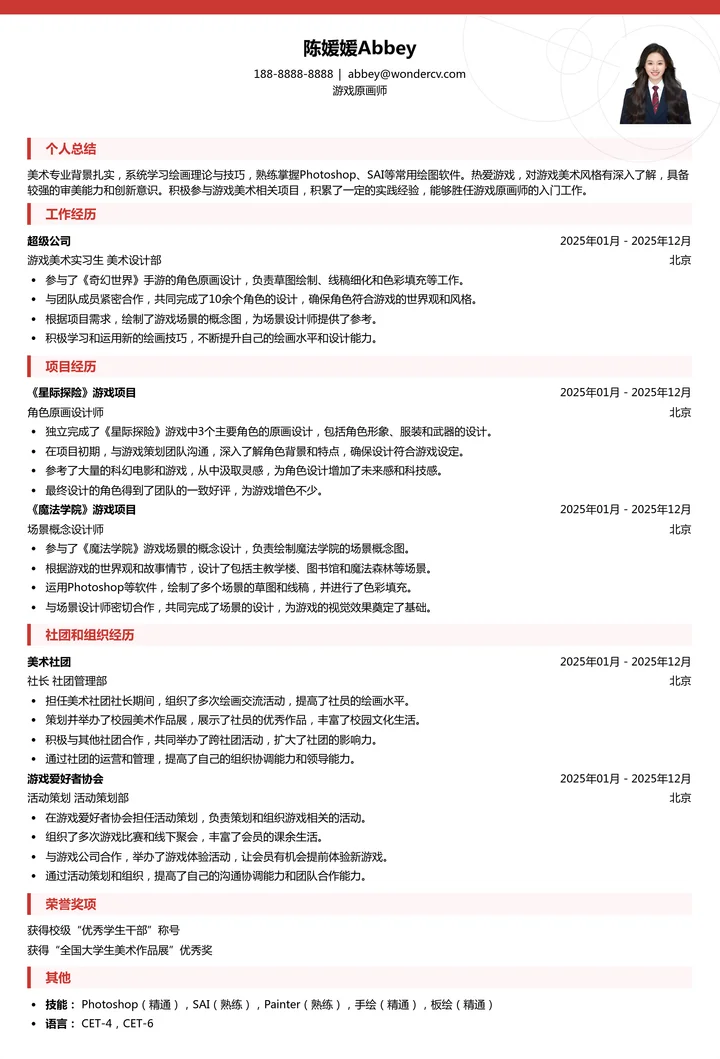 陈媛媛Abbey
188-8888-8888 | abbey@wondercv.com
游戏原画师
个人总结
美术专业背景扎实，系统学习绘画理论与技巧，熟练掌握Photoshop、SAI等常用绘图软件。热爱游戏，对游戏美术风格有深入了解，具备
较强的审美能力和创新意识。积极参与游戏美术相关项目，积累了一定的实践经验，能够胜任游戏原画师的入门工作。
工作经历
超级公司 2025年01月 - 2025年12月
游戏美术实习生 美术设计部 北京
• 参与了《奇幻世界》手游的角色原画设计，负责草图绘制、线稿细化和色彩填充等工作。
• 与团队成员紧密合作，共同完成了10余个角色的设计，确保角色符合游戏的世界观和风格。
• 根据项目需求，绘制了游戏场景的概念图，为场景设计师提供了参考。
• 积极学习和运用新的绘画技巧，不断提升自己的绘画水平和设计能力。
项目经历
《星际探险》游戏项目 2025年01月 - 2025年12月
角色原画设计师 北京
• 独立完成了《星际探险》游戏中3个主要角色的原画设计，包括角色形象、服装和武器的设计。
• 在项目初期，与游戏策划团队沟通，深入了解角色背景和特点，确保设计符合游戏设定。
• 参考了大量的科幻电影和游戏，从中汲取灵感，为角色设计增加了未来感和科技感。
• 最终设计的角色得到了团队的一致好评，为游戏增色不少。
《魔法学院》游戏项目 2025年01月 - 2025年12月
场景概念设计师 北京
• 参与了《魔法学院》游戏场景的概念设计，负责绘制魔法学院的场景概念图。
• 根据游戏的世界观和故事情节，设计了包括主教学楼、图书馆和魔法森林等场景。
• 运用Photoshop等软件，绘制了多个场景的草图和线稿，并进行了色彩填充。
• 与场景设计师密切合作，共同完成了场景的设计，为游戏的视觉效果奠定了基础。
社团和组织经历
美术社团 2025年01月 - 2025年12月
社长 社团管理部 北京
• 担任美术社团社长期间，组织了多次绘画交流活动，提高了社员的绘画水平。
• 策划并举办了校园美术作品展，展示了社员的优秀作品，丰富了校园文化生活。
• 积极与其他社团合作，共同举办了跨社团活动，扩大了社团的影响力。
• 通过社团的运营和管理，提高了自己的组织协调能力和领导能力。
游戏爱好者协会 2025年01月 - 2025年12月
活动策划 活动策划部 北京
• 在游戏爱好者协会担任活动策划，负责策划和组织游戏相关的活动。
• 组织了多次游戏比赛和线下聚会，丰富了会员的课余生活。
• 与游戏公司合作，举办了游戏体验活动，让会员有机会提前体验新游戏。
• 通过活动策划和组织，提高了自己的沟通协调能力和团队合作能力。
荣誉奖项
获得校级“优秀学生干部”称号
获得“全国大学生美术作品展”优秀奖
其他
• 技能： Photoshop（精通），SAI（熟练），Painter（熟练），手绘（精通），板绘（精通）
• 语言： CET-4，CET-6